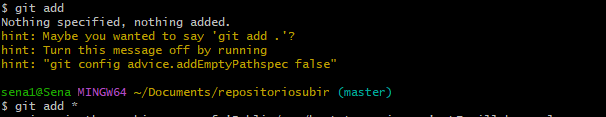 $ git add
Nothing specified, nothing added.
hint: Maybe you wanted to say 'git add .'?
hint: Turn this message off by running
hint: "git config advice.addEmptyPathspec false"
sena1@Sena MINGW64 ~/Documents/repositoriosubir (master)
$ git add *